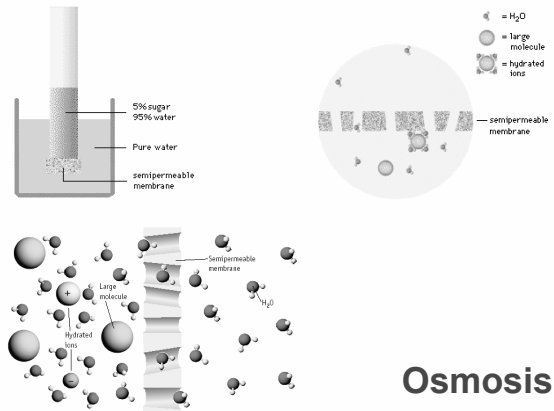 5% sugar
95% water
Pure water
semipermeable
membrane
= H₂O
= large
molecule
= hydrated
ions
semipermeable
membrane
Semipermeable
membrane
Large
molecule
+
H₂O
Hydrated
ions
−
Osmosis